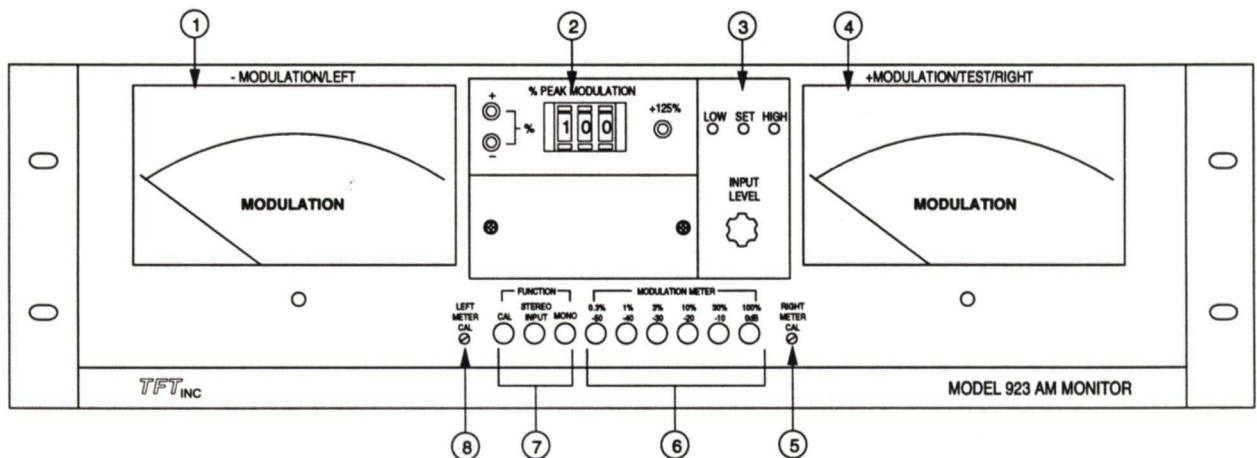 1
2
3
4
- MODULATION/LEFT
% PEAK MODULATION
+MODULATION/TEST/RIGHT
+
%
-
1 0 0
+125%
LOW SET HIGH
INPUT
LEVEL
MODULATION
MODULATION
LEFT
METER
CAL
FUNCTION
CAL
STEREO
INPUT
MONO
MODULATION METER
0.3% 1% 3% 10% 30% 100%
-50 -40 -30 -20 -10 0dB
RIGHT
METER
CAL
TFT INC
MODEL 923 AM MONITOR
8
7
6
5